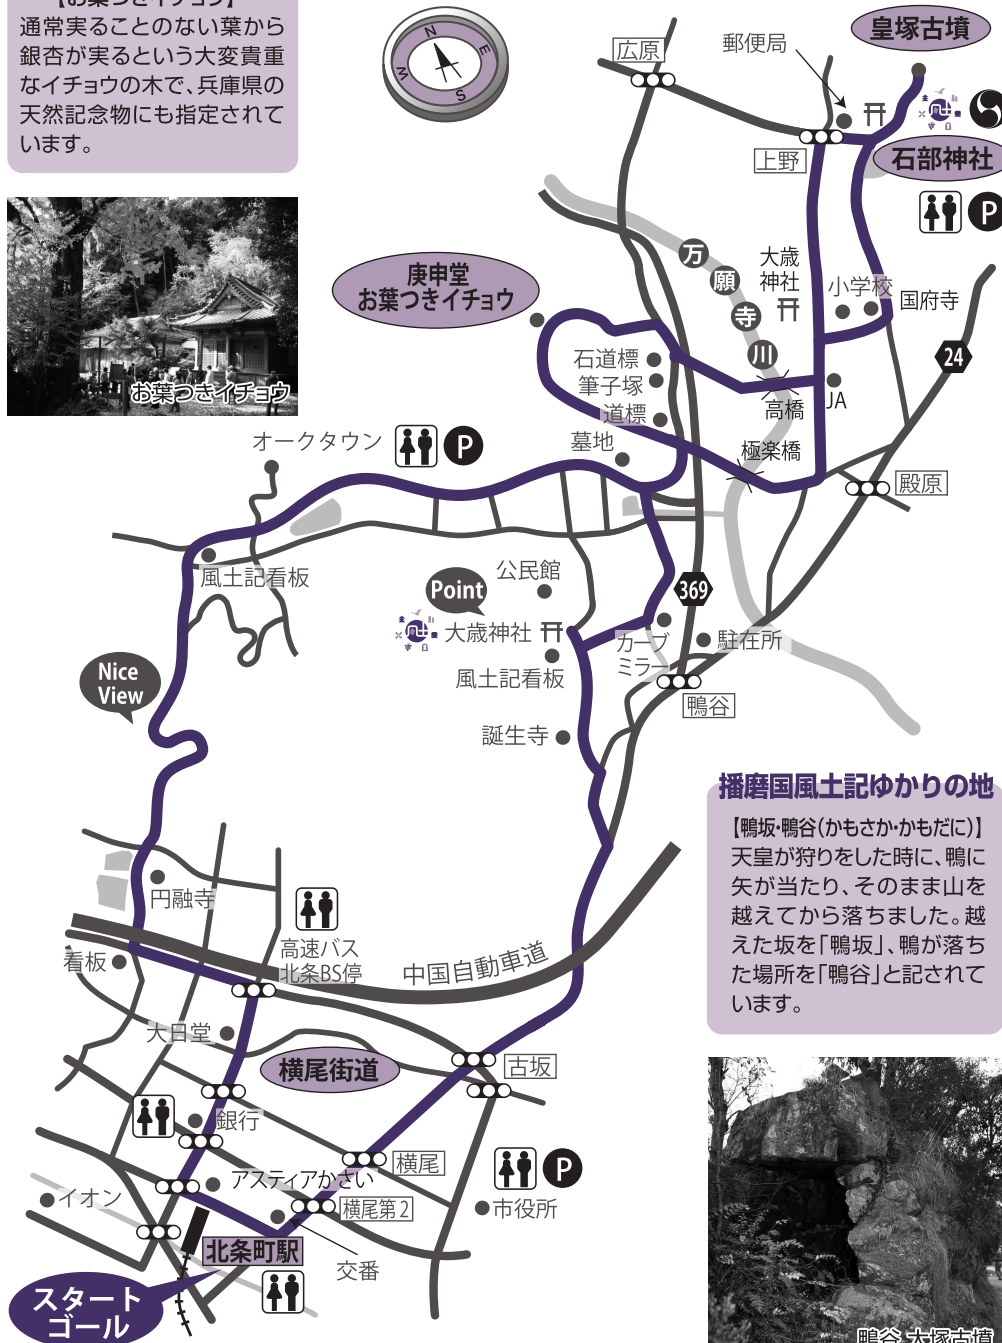 【お葉つきイチョウ】
通常実ることのない葉から
銀杏が実るという大変貴重
なイチョウの木で、兵庫県の
天然記念物にも指定されて
います。
お葉つきイチョウ
N
E
S
W
広原
郵便局
皇塚古墳
上野
石部神社
P
万願寺川
大歳
神社
小学校
国府寺
24
庚申堂
お葉つきイチョウ
石道標
筆子塚
道標
墓地
高橋
JA
極楽橋
殿原
オークタウン
P
風土記看板
公民館
Point
大歳神社
風土記看板
369
カーブ
ミラー
駐在所
鴨谷
誕生寺
Nice
View
播磨国風土記ゆかりの地
【鴨坂・鴨谷(かもさか・かもだに)】
天皇が狩りをした時に、鴨に
矢が当たり、そのまま山を
越えてから落ちました。越
えた坂を「鴨坂」、鴨が落ち
た場所を「鴨谷」と記されて
います。
円融寺
看板
高速バス
北条BS停
中国自動車道
大日堂
横尾街道
古坂
銀行
横尾
アスティアかさい
横尾第2
P
市役所
イオン
北条町駅
交番
スタート
ゴール
鴨谷 大塚古墳